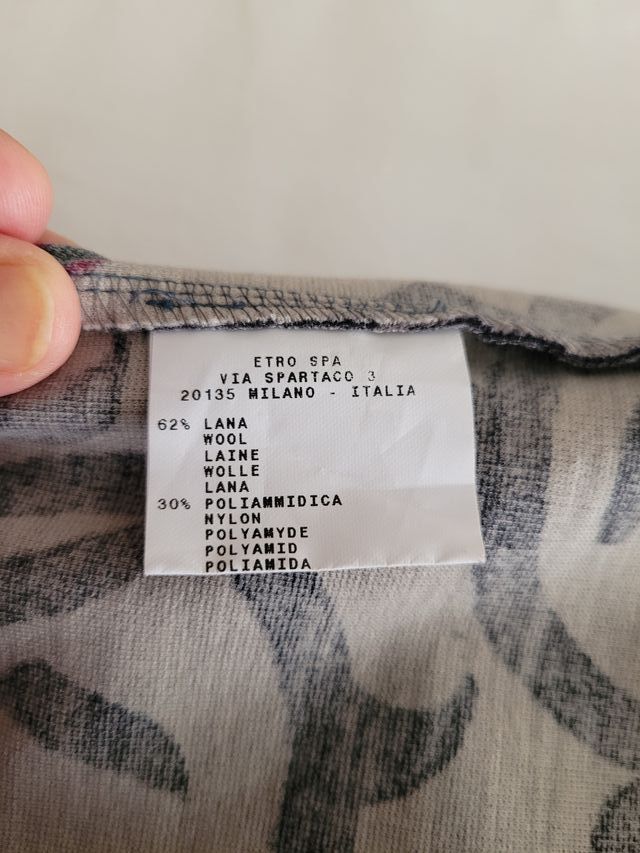 ETRO SPA
VIA SPARTACO 3
20135 MILANO - ITALIA
62% LANA
WOOL
LAINE
WOLLE
LANA
30% POLIAMMIDICA
NYLON
POLYAMYDE
POLYAMID
POLIAMIDA